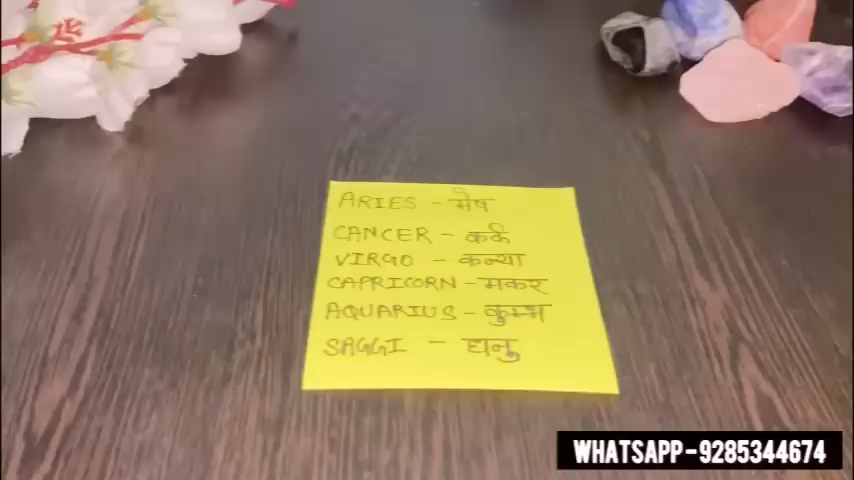 ARIES - मेष
CANCER - कर्क
VIRGO - कन्या
CAPRICORN - मकर
AQUARIUS - कुम्भ
SAGGI - धनु
WHATSAPP-9285344674